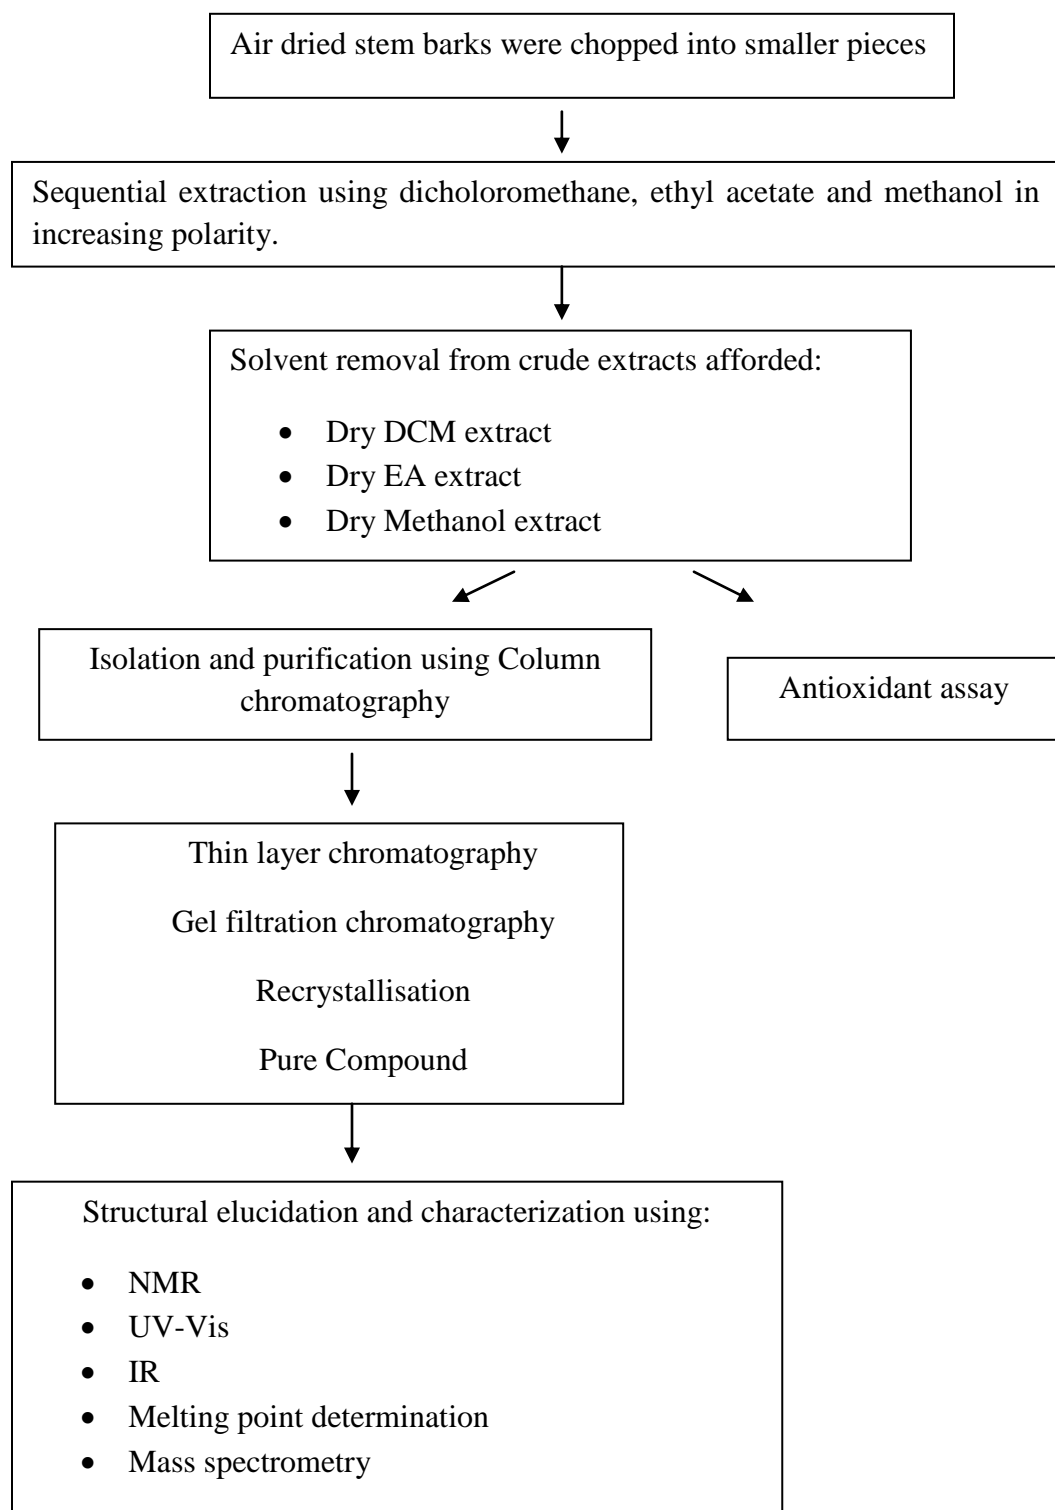 Air dried stem barks were chopped into smaller pieces
Sequential extraction using dicholoromethane, ethyl acetate and methanol in
increasing polarity.
Solvent removal from crude extracts afforded:
• Dry DCM extract
• Dry EA extract
• Dry Methanol extract
Isolation and purification using Column
chromatography
Antioxidant assay
Thin layer chromatography
Gel filtration chromatography
Recrystallisation
Pure Compound
Structural elucidation and characterization using:
• NMR
• UV-Vis
• IR
• Melting point determination
• Mass spectrometry